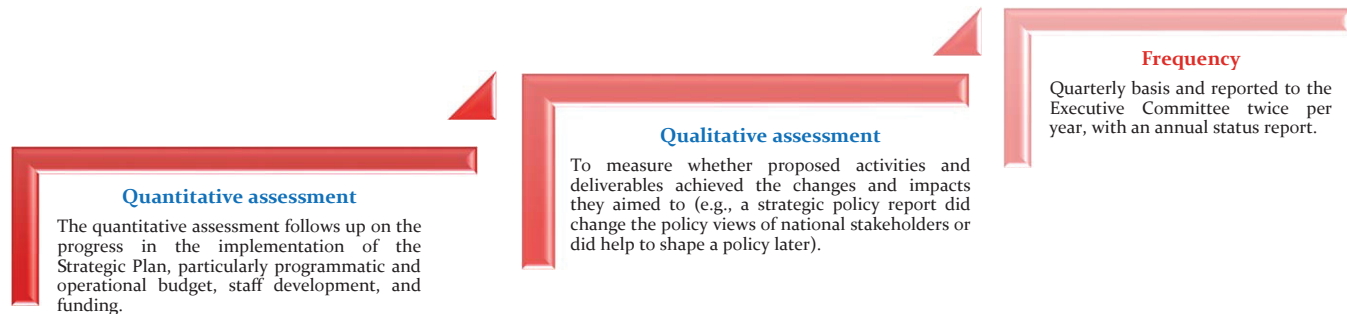 Quantitative assessment
The quantitative assessment follows up on the
progress in the implementation of the
Strategic Plan, particularly programmatic and
operational budget, staff development, and
funding.
Qualitative assessment
To measure whether proposed activities and
deliverables achieved the changes and impacts
they aimed to (e.g., a strategic policy report did
change the policy views of national stakeholders or
did help to shape a policy later).
Frequency
Quarterly basis and reported to the
Executive Committee twice per
year, with an annual status report.